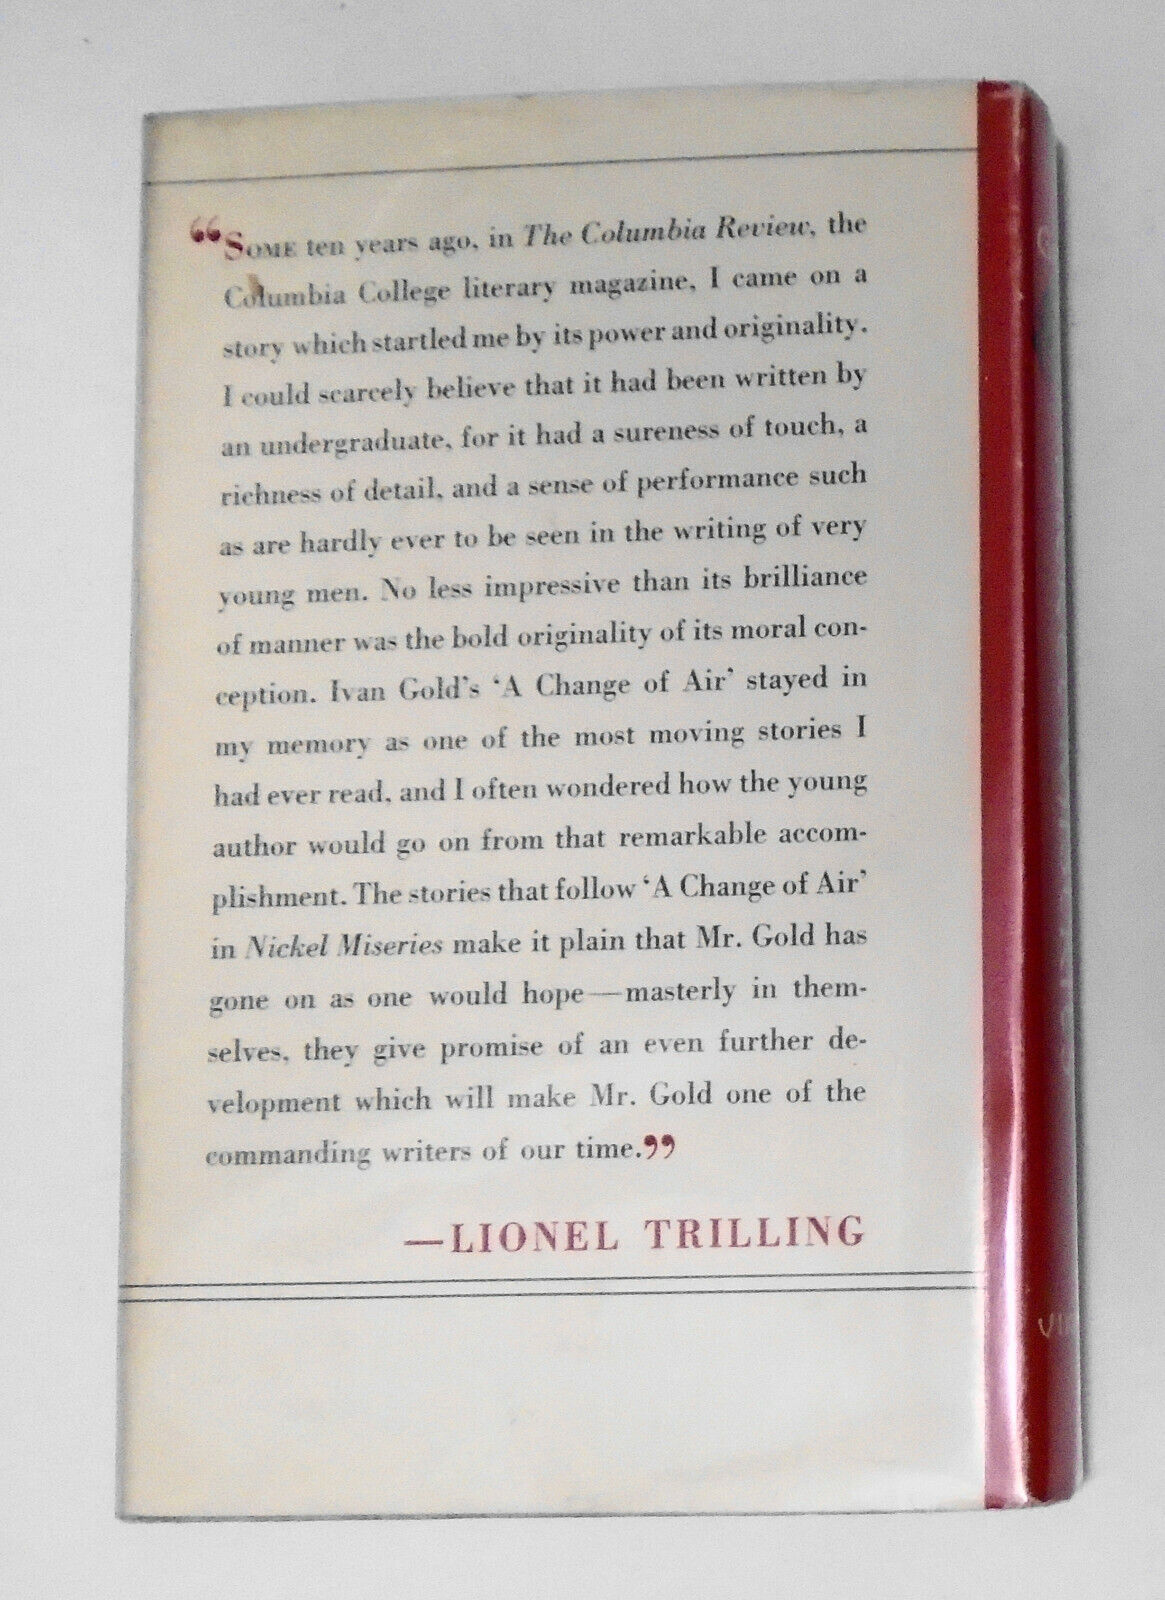 “Some ten years ago, in The Columbia Review, the
Columbia College literary magazine, I came on a
story which startled me by its power and originality.
I could scarcely believe that it had been written by
an undergraduate, for it had a sureness of touch, a
richness of detail, and a sense of performance such
as are hardly ever to be seen in the writing of very
young men. No less impressive than its brilliance
of manner was the bold originality of its moral con-
ception. Ivan Gold's ‘A Change of Air’ stayed in
my memory as one of the most moving stories I
had ever read, and I often wondered how the young
author would go on from that remarkable accom-
plishment. The stories that follow ‘A Change of Air’
in Nickel Miseries make it plain that Mr. Gold has
gone on as one would hope—masterly in them-
selves, they give promise of an even further de-
velopment which will make Mr. Gold one of the
commanding writers of our time.”
—LIONEL TRILLING